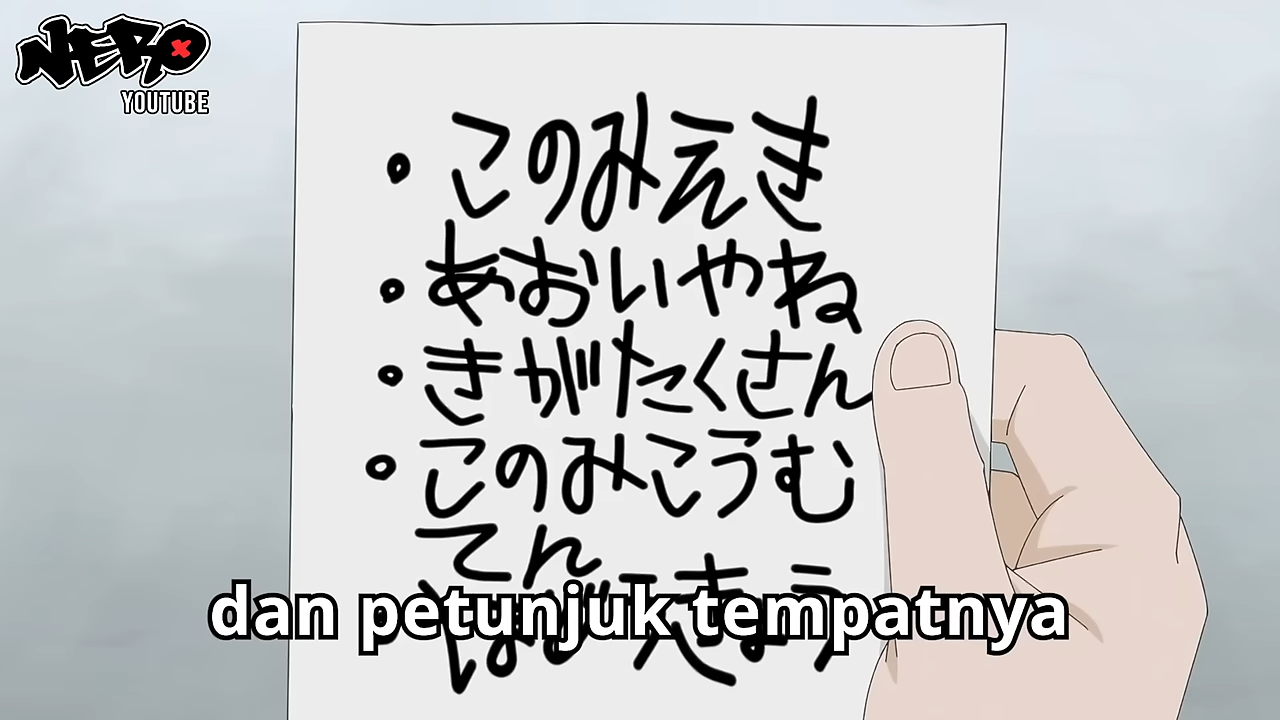 NERO
YOUTUBE
・このみえき
・あおいやね
・きがたくさん
・このみこうむ
てん
dan petunjuk tempatnya